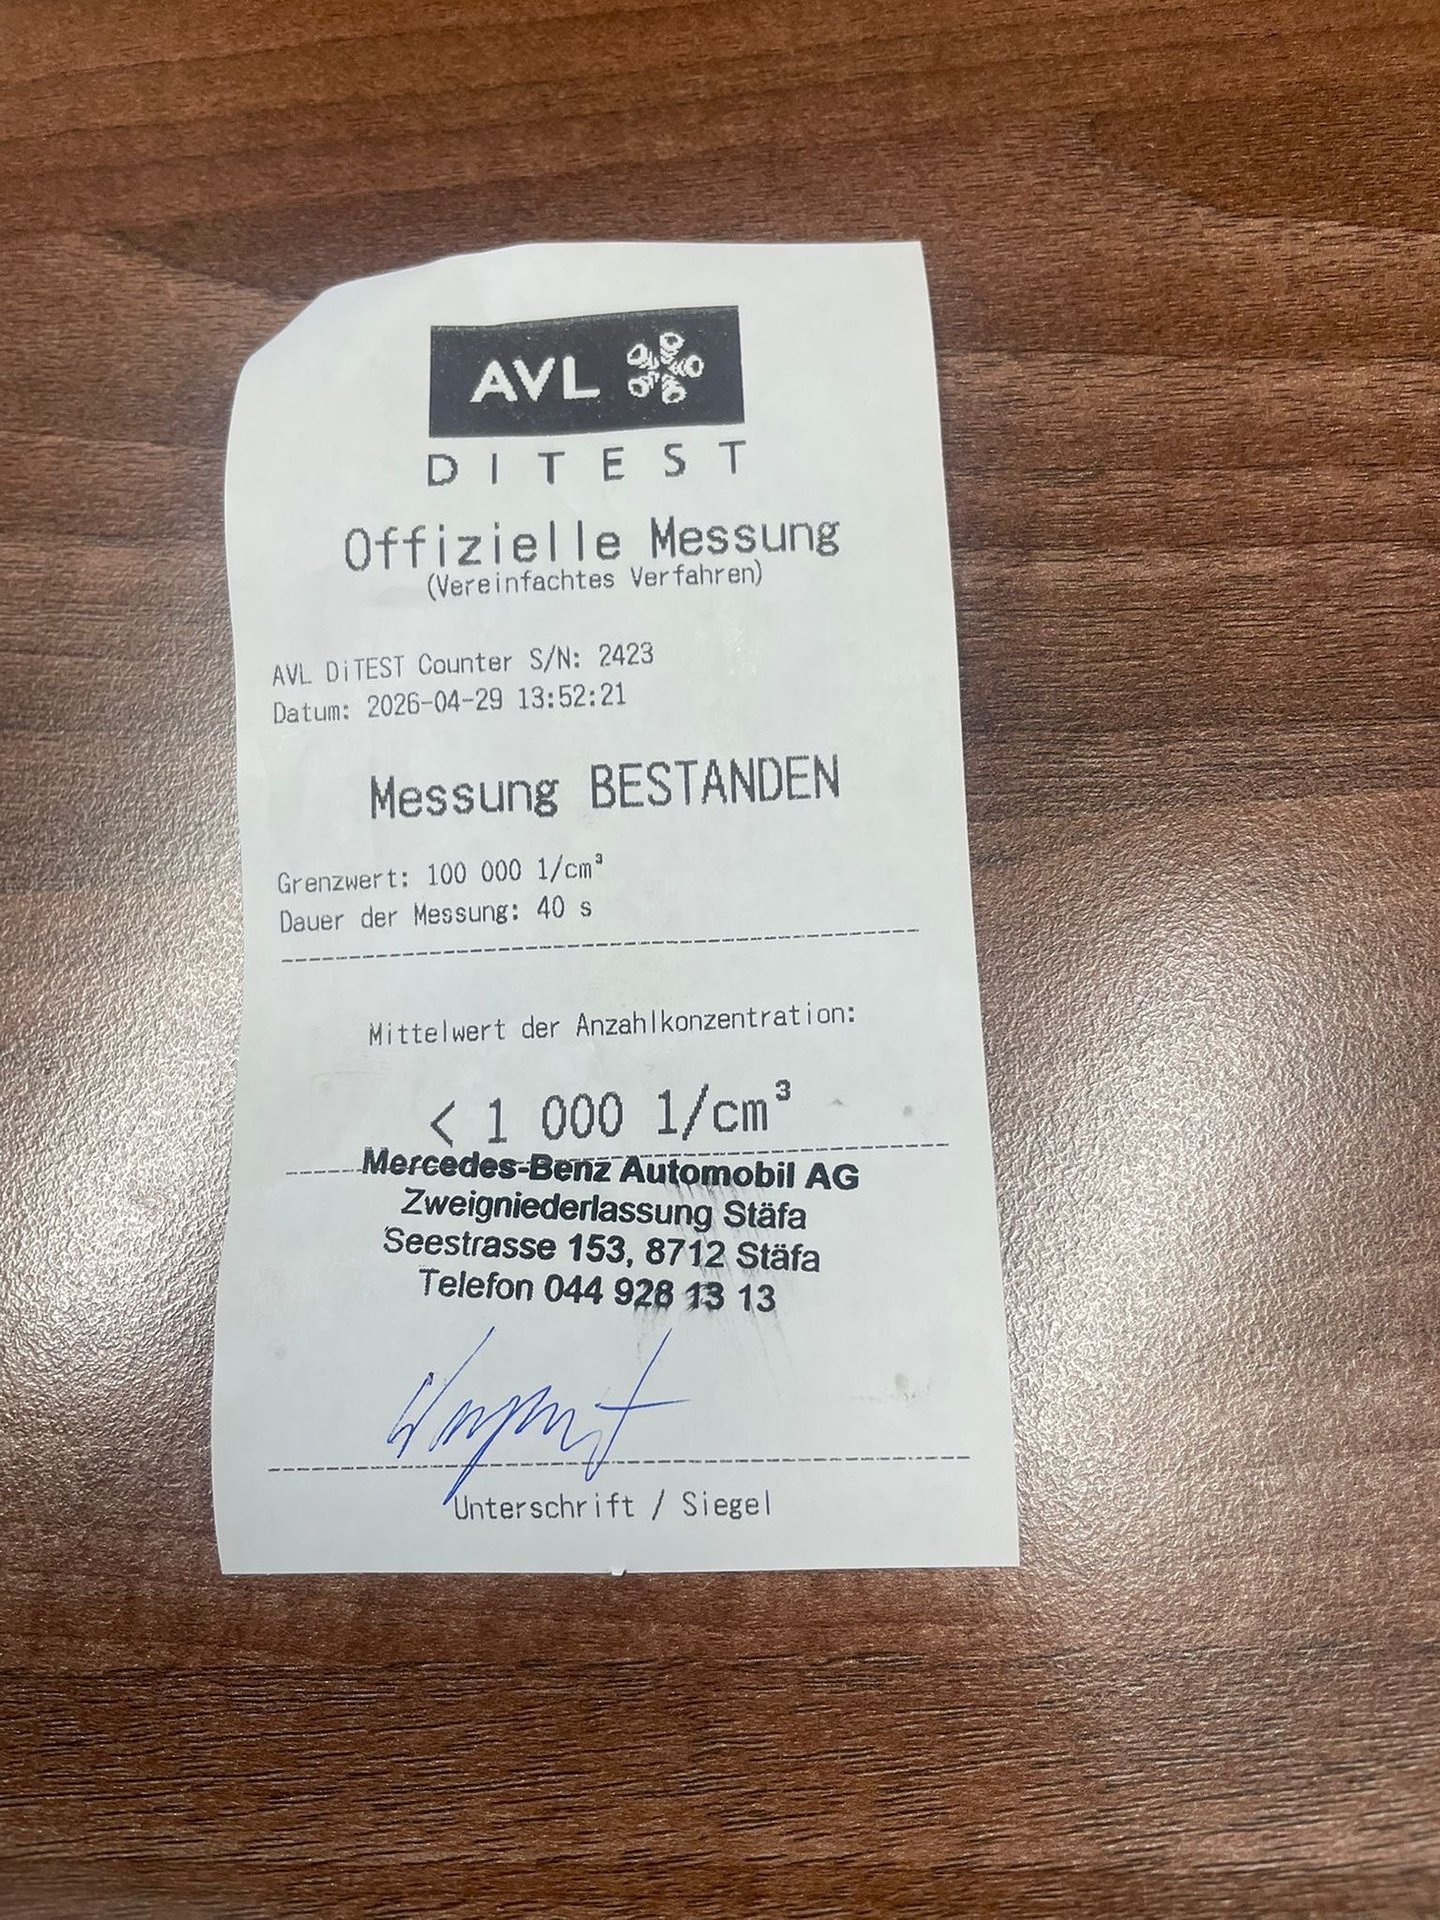 AVL
DITEST
Offizielle Messung
(Vereinfachtes Verfahren)
AVL DiTEST Counter S/N: 2423
Datum: 2026-04-29 13:52:21
Messung BESTANDEN
Grenzwert: 100 000 1/cm³
Dauer der Messung: 40 s
Mittelwert der Anzahlkonzentration:
< 1 000 1/cm³
Mercedes-Benz Automobil AG
Zweigniederlassung Stäfa
Seestrasse 153, 8712 Stäfa
Telefon 044 928 13 13
Unterschrift / Siegel